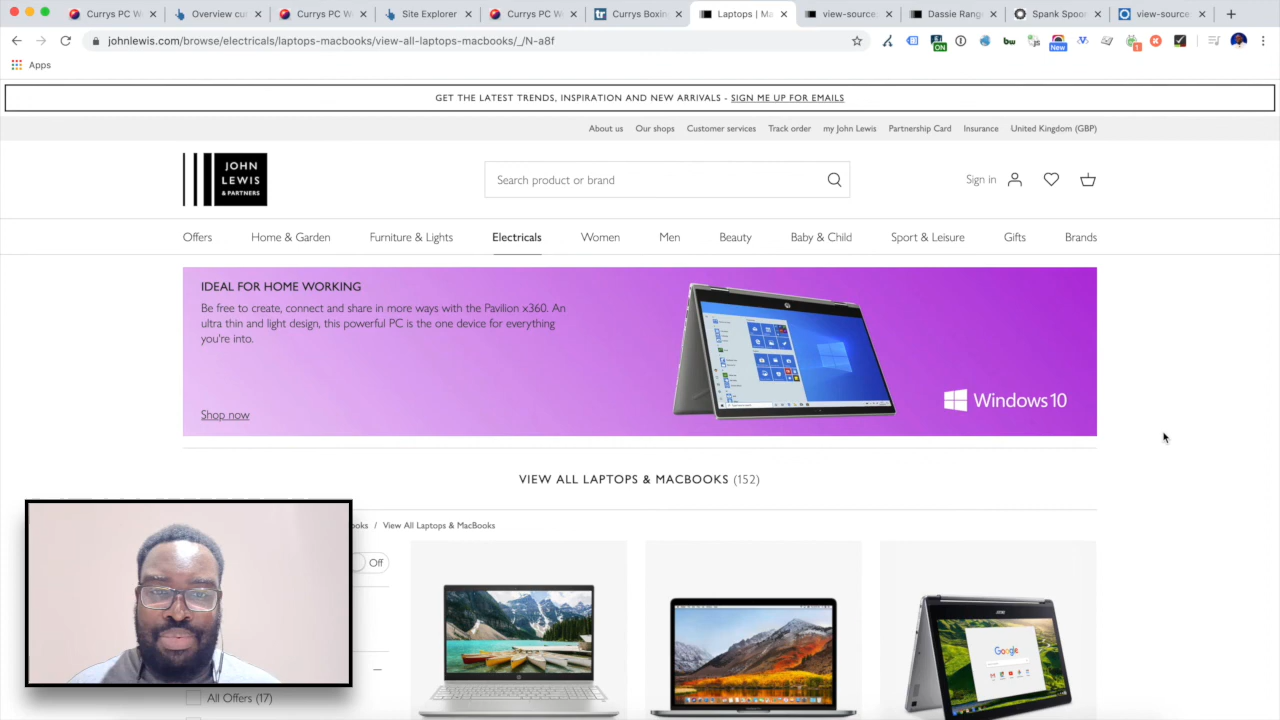 Currys PC W
Overview cur
Currys PC W
Site Explorer
Currys PC W
Currys Boxin
Laptops | Ma
view-source:
Dassie Rang
Spank Spoor
view-source:
johnlewis.com/browse/electricals/laptops-macbooks/view-all-laptops-macbooks/_/N-a8f
ON
bw
New
1
Apps
GET THE LATEST TRENDS, INSPIRATION AND NEW ARRIVALS - SIGN ME UP FOR EMAILS
About us Our shops Customer services Track order my John Lewis Partnership Card Insurance United Kingdom (GBP)
JOHN
LEWIS
& PARTNERS
Search product or brand
Sign in
Offers Home & Garden Furniture & Lights Electricals Women Men Beauty Baby & Child Sport & Leisure Gifts Brands
IDEAL FOR HOME WORKING
Be free to create, connect and share in more ways with the Pavilion x360. An
ultra thin and light design, this powerful PC is the one device for everything
you're into.
Shop now
Windows 10
VIEW ALL LAPTOPS & MACBOOKS (152)
ooks / View All Laptops & MacBooks
Off
All Offers (17)
acer
Google